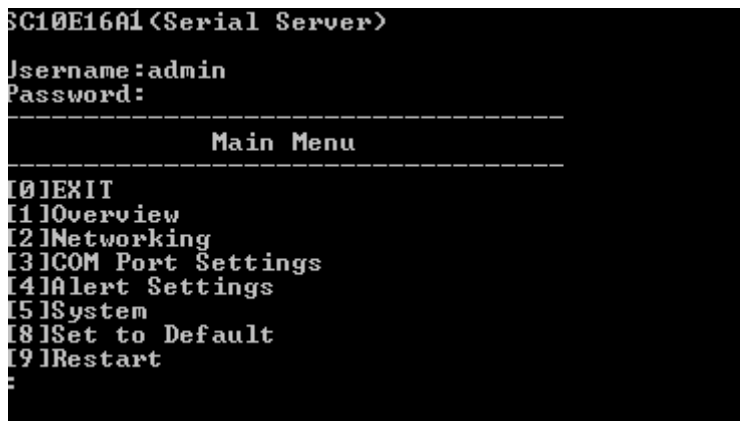 SC10E16A1(Serial Server)
Username:admin
Password:
-----------------------------------
Main Menu
-----------------------------------
[0]EXIT
[1]Overview
[2]Networking
[3]COM Port Settings
[4]Alert Settings
[5]System
[8]Set to Default
[9]Restart
: